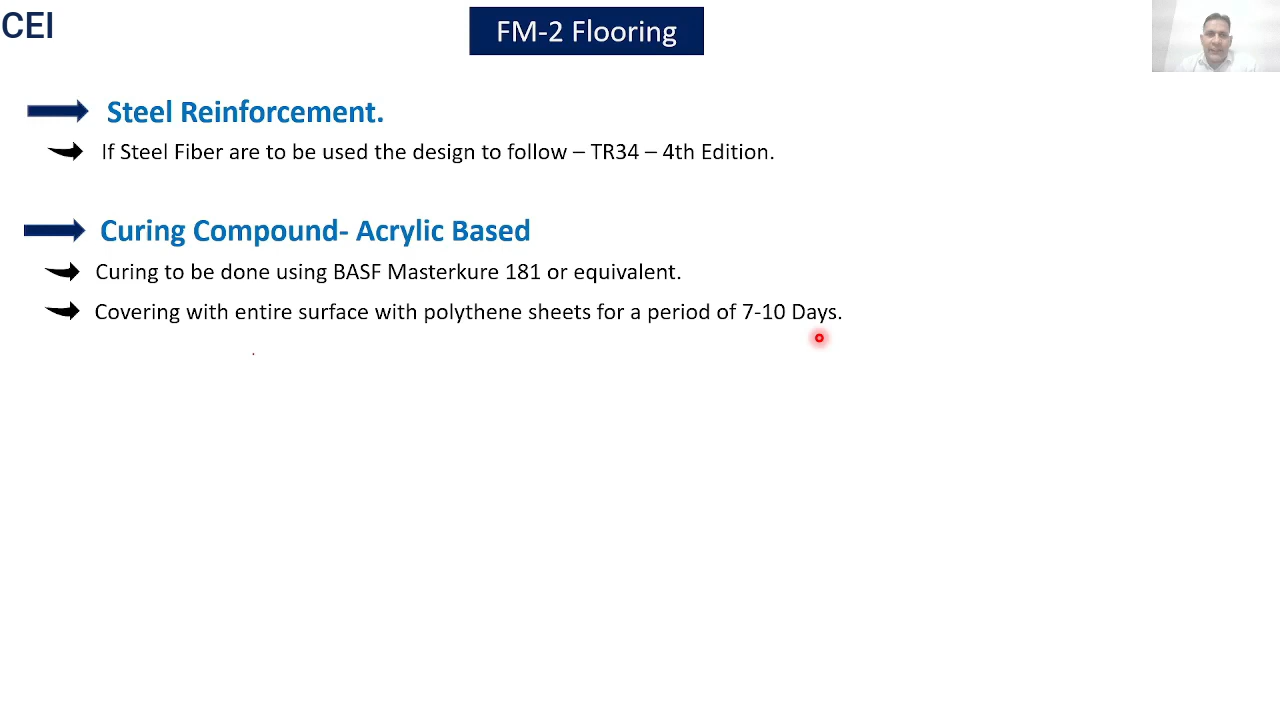 CEI
FM-2 Flooring
Steel Reinforcement.
If Steel Fiber are to be used the design to follow – TR34 – 4th Edition.
Curing Compound- Acrylic Based
Curing to be done using BASF Masterkure 181 or equivalent.
Covering with entire surface with polythene sheets for a period of 7-10 Days.